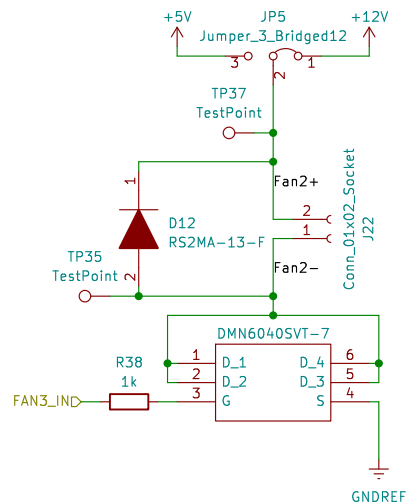 +5V
JP5
+12V
Jumper_3_Bridged12
3
1
2
TP37
TestPoint
Fan2+
1
D12
RS2MA-13-F
2
2
1
Conn_01x02_Socket
J22
Fan2-
TP35
TestPoint
DMN6040SVT-7
R38
1k
1
D_1
D_4
6
2
D_2
D_3
5
FAN3_IN
3
G
S
4
GNDREF